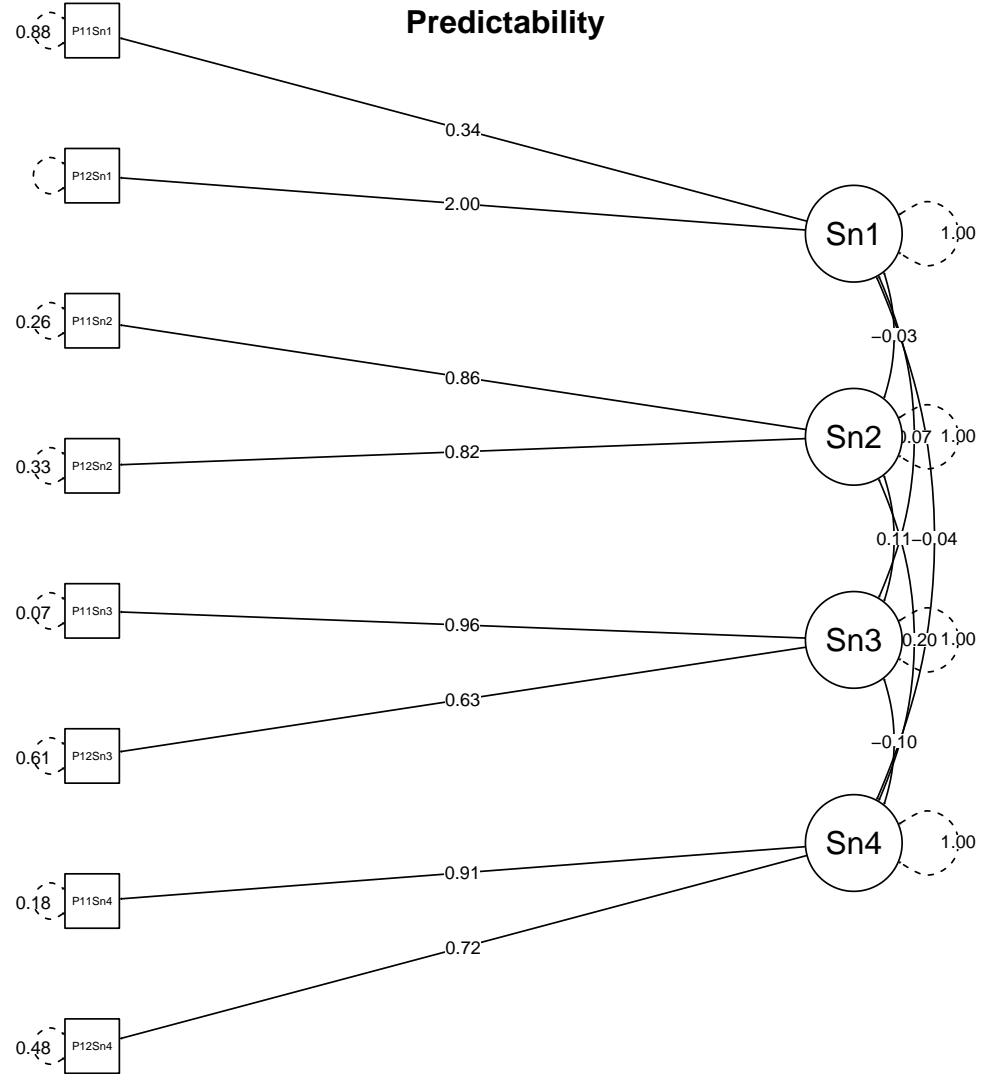 Predictability
0.88
P11Sn1
0.34
P12Sn1
2.00
Sn1
1.00
0.26
P11Sn2
−0.03
0.86
Sn2
0.07
1.00
0.33
P12Sn2
0.82
0.11
−0.04
0.07
P11Sn3
0.96
Sn3
0.20
1.00
0.63
0.61
P12Sn3
−0.10
Sn4
1.00
0.18
P11Sn4
0.91
0.72
0.48
P12Sn4